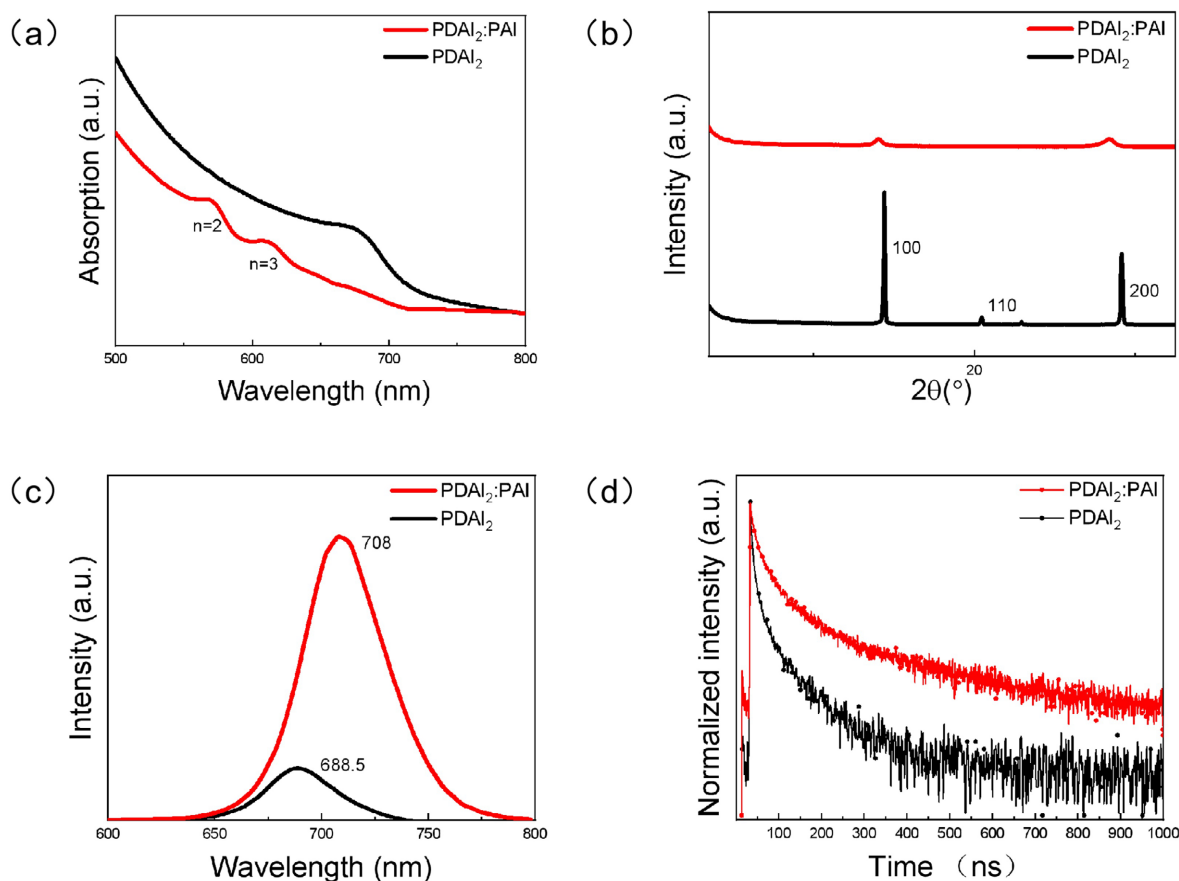 (a)
PDAI₂:PAI
PDAI₂
Absorption (a.u.)
n=2
n=3
500
600
700
800
Wavelength (nm)
(b)
PDAI₂:PAI
PDAI₂
Intensity (a.u.)
100
110
200
20
2θ(°)
(c)
PDAI₂:PAI
PDAI₂
Intensity (a.u.)
708
688.5
600
650
700
750
800
Wavelength (nm)
(d)
PDAI₂:PAI
PDAI₂
Normalized intensity (a.u.)
100 200 300 400 500 600 700 800 900 1000
Time （ns）